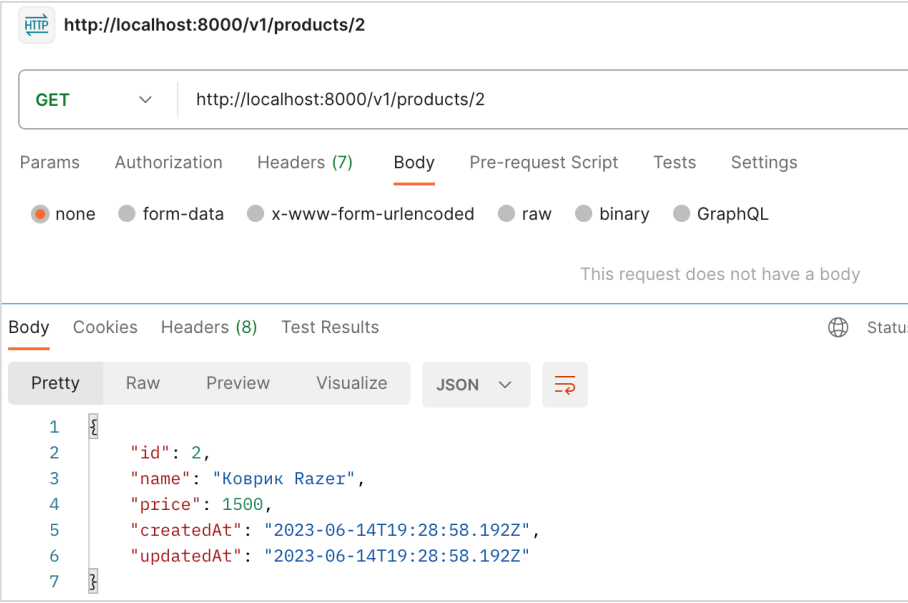 HTTP http://localhost:8000/v1/products/2
GET http://localhost:8000/v1/products/2
Params Authorization Headers (7) Body Pre-request Script Tests Settings
none form-data x-www-form-urlencoded raw binary GraphQL
This request does not have a body
Body Cookies Headers (8) Test Results Statu
Pretty Raw Preview Visualize JSON
1 {
2 "id": 2,
3 "name": "Коврик Razer",
4 "price": 1500,
5 "createdAt": "2023-06-14T19:28:58.192Z",
6 "updatedAt": "2023-06-14T19:28:58.192Z"
7 }